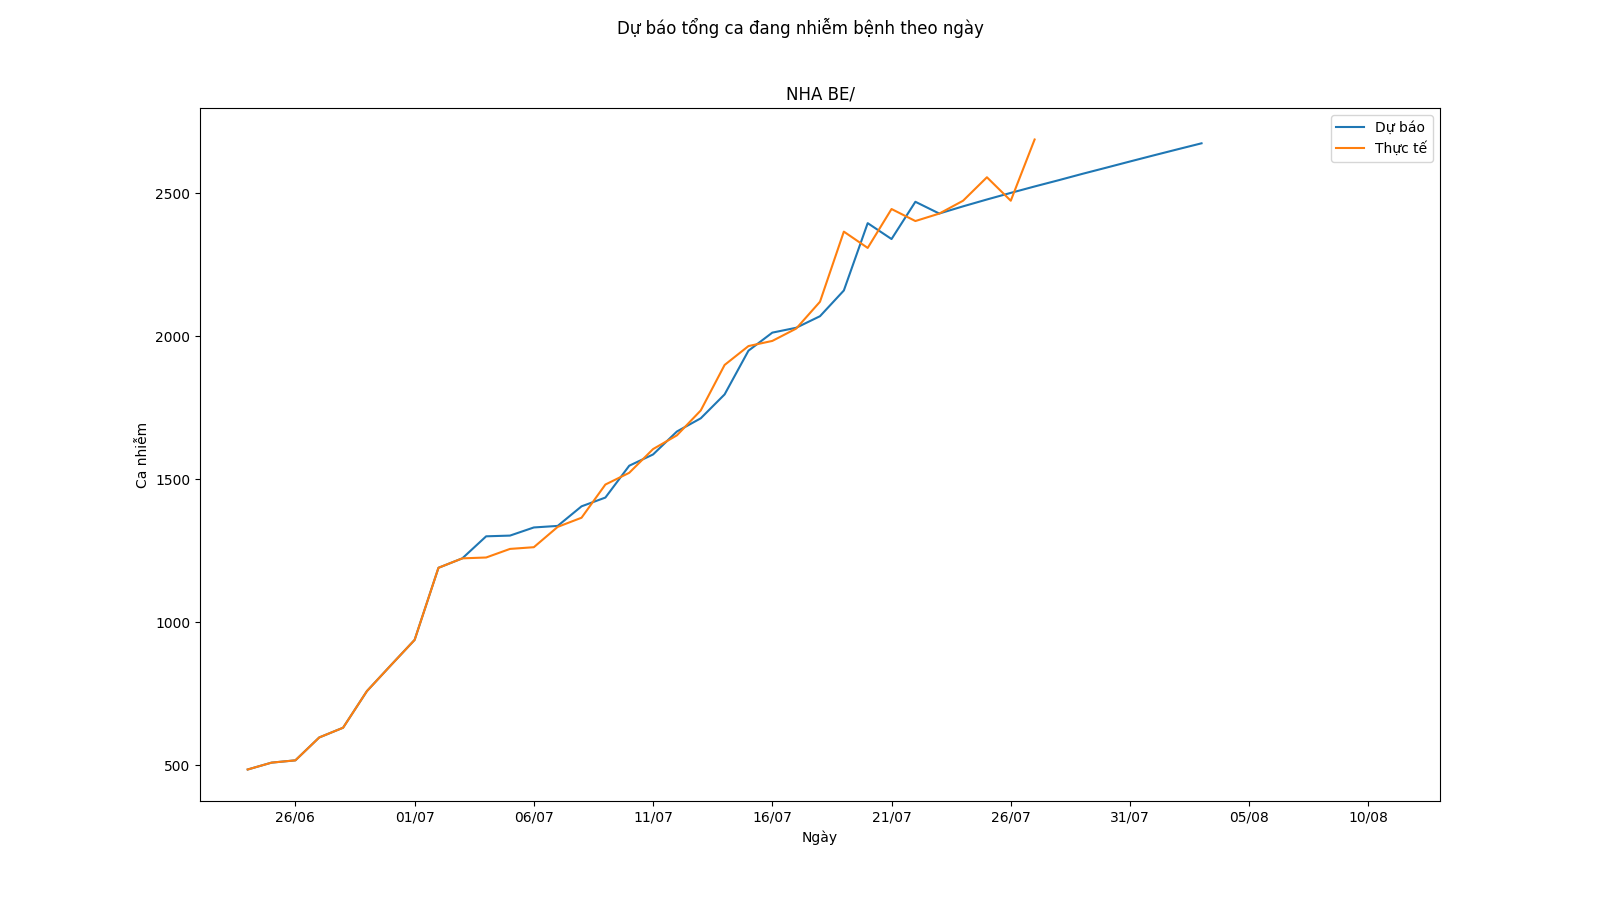 Dự báo tổng ca đang nhiễm bệnh theo ngày
NHA BE/
Dự báo
Thực tế
2500
2000
1500
1000
500
Ca nhiễm
26/06 01/07 06/07 11/07 16/07 21/07 26/07 31/07 05/08 10/08
Ngày